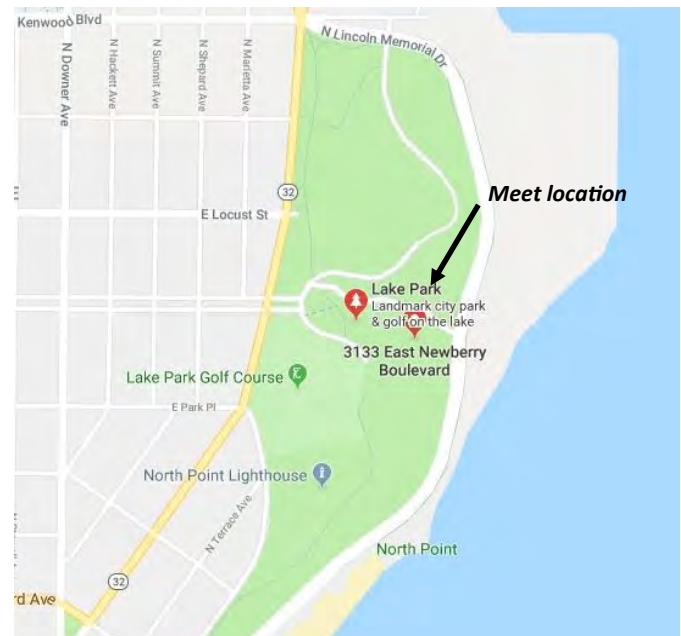 Kenwood Blvd
N Lincoln Memorial Dr
N Downer Ave
N Hackett Ave
N Summit Ave
N Shepard Ave
N Marietta Ave
32
Meet location
E Locust St
Lake Park
Landmark city park
& golf on the lake
3133 East Newberry
Boulevard
Lake Park Golf Course
E Park Pl
North Point Lighthouse
N Terrace Ave
North Point
32
rd Ave